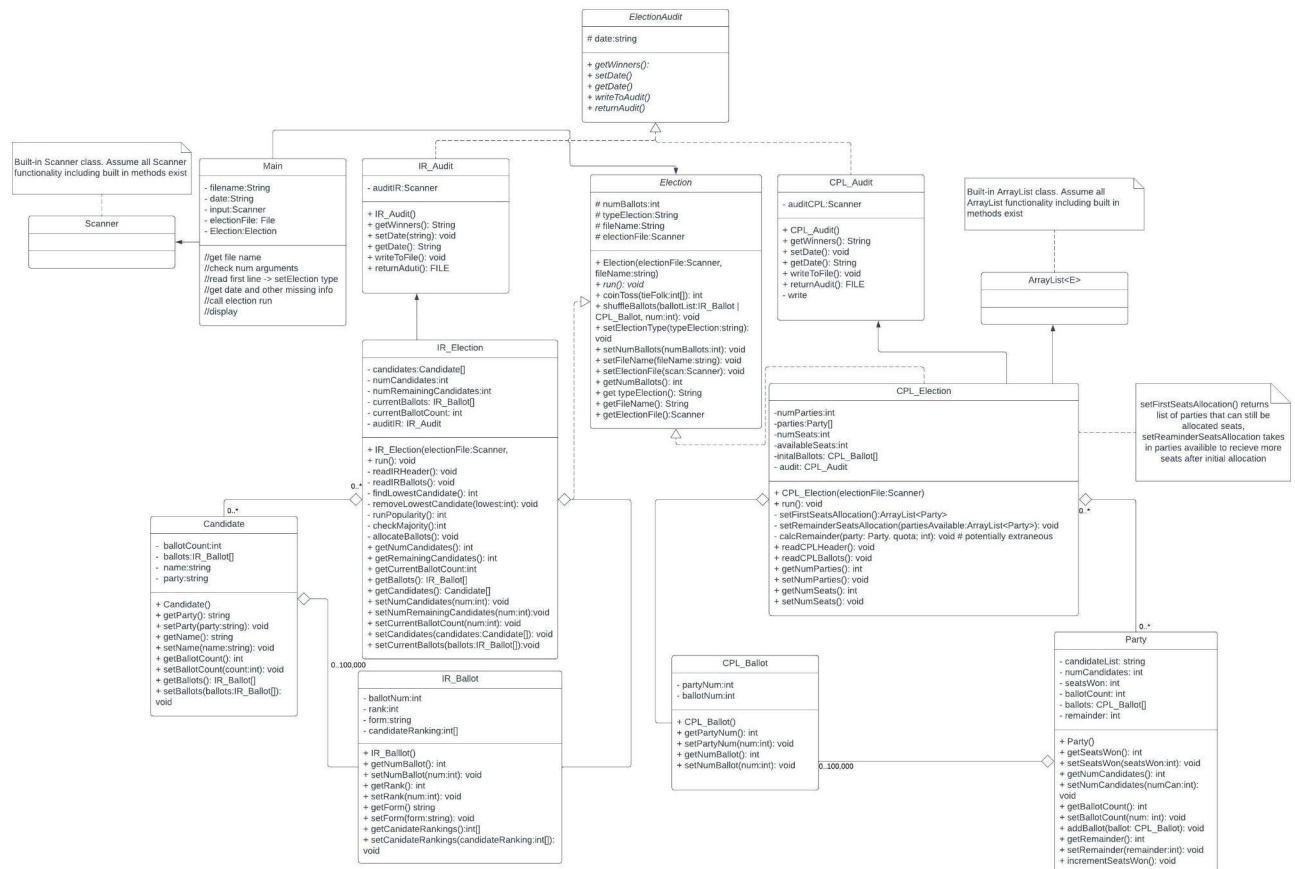 ElectionAudit
# date:string
+ getWinners():
+ setDate()
+ getDate()
+ writeToAudit()
+ returnAudit()
Built-in Scanner class. Assume all Scanner
functionality including built in methods exist
Scanner
Main
- filename:String
- date:String
- input:Scanner
- electionFile: File
- Election:Election
//get file name
//check num arguments
//read first line -> setElection type
//get date and other missing info
//call election run
//display
IR_Audit
- auditIR:Scanner
+ IR_Audit()
+ getWinners(): String
+ setDate(string): void
+ getDate(): String
+ writeToFile(): void
+ returnAduti(): FILE
Election
# numBallots:int
# typeElection:String
# fileName:String
# electionFile:Scanner
+ Election(electionFile:Scanner,
fileName:string)
+ run(): void
+ coinToss(tieFolk:int[]): int
+ shuffleBallots(ballotList:IR_Ballot |
CPL_Ballot, num:int): void
+ setElectionType(typeElection:string):
void
+ setNumBallots(numBallots:int): void
+ setFileName(fileName:string): void
+ setElectionFile(scan:Scanner): void
+ getNumBallots(): int
+ get typeElection(): String
+ getFileName(): String
+ getElectionFile():Scanner
CPL_Audit
- auditCPL:Scanner
+ CPL_Audit()
+ getWinners(): String
+ setDate(): void
+ getDate(): String
+ writeToFile(): void
+ returnAudit(): FILE
- write
Built-in ArrayList class. Assume all
ArrayList functionality including built in
methods exist
ArrayList<E>
IR_Election
- candidates:Candidate[]
- numCandidates:int
- numRemainingCandidates:int
- currentBallots: IR_Ballot[]
- currentBallotCount: int
- auditIR: IR_Audit
+ IR_Election(electionFile:Scanner,
+ run(): void
- readIRHeader(): void
- readIRBallots(): void
- findLowestCandidate(): int
- removeLowestCandidate(lowest:int): void
- runPopularity(): int
- checkMajority():int
- allocateBallots(): void
+ getNumCandidates(): int
+ getRemainingCandidates: int
+ getCurrentBallotCount:int
+ getBallots(): IR_Ballot[]
+ getCandidates(): Candidate[]
+ setNumCandidates(num:int): void
+ setNumRemainingCandidates(num:int):void
+ setCurrentBallotCount(num:int): void
+ setCandidates(candidates:Candidate[]): void
+ setCurrentBallots(ballots:IR_Ballot[]):void
CPL_Election
-numParties:int
-parties:Party[]
-numSeats:int
-availableSeats:int
-initalBallots: CPL_Ballot[]
- audit: CPL_Audit
+ CPL_Election(electionFile:Scanner)
+ run(): void
- setFirstSeatsAllocation():ArrayList<Party>
- setRemainderSeatsAllocation(partiesAvailable:ArrayList<Party>): void
- calcRemainder(party: Party. quota; int): void # potentially extraneous
+ readCPLHeader(): void
+ readCPLBallots(): void
+ getNumParties(): int
+ setNumParties(): void
+ getNumSeats(): int
+ setNumSeats(): void
setFirstSeatsAllocation() returns
list of parties that can still be
allocated seats,
setReaminderSeatsAllocation takes
in parties availible to recieve more
seats after initial allocation
0..*
0..*
0..*
0..*
Candidate
- ballotCount:int
- ballots:IR_Ballot[]
- name:string
- party:string
+ Candidate()
+ getParty(): string
+ setParty(party:string): void
+ getName(): string
+ setName(name:string): void
+ getBallotCount(): int
+ setBallotCount(count:int): void
+ getBallots(): IR_Ballot[]
+ setBallots(ballots:IR_Ballot[]):
void
0..100,000
IR_Ballot
- ballotNum:int
- rank:int
- form:string
- candidateRanking:int[]
+ IR_Balllot()
+ getNumBallot(): int
+ setNumBallot(num:int): void
+ getRank(): int
+ setRank(num:int): void
+ getForm() string
+ setForm(form:string): void
+ getCanidateRankings():int[]
+ setCanidateRankings(candidateRanking:int[]):
void
CPL_Ballot
- partyNum:int
- ballotNum:int
+ CPL_Ballot()
+ getPartyNum(): int
+ setPartyNum(num:int): void
+ getNumBallot(): int
+ setNumBallot(num:int): void
0..100,000
Party
- candidateList: string
- numCandidates: int
- seatsWon: int
- ballotCount: int
- ballots: CPL_Ballot[]
- remainder: int
+ Party()
+ getSeatsWon(): int
+ setSeatsWon(seatsWon:int): void
+ getNumCandidates(): int
+ setNumCandidates(numCan:int):
void
+ getBallotCount(): int
+ setBallotCount(num: int): void
+ addBallot(ballot: CPL_Ballot): void
+ getRemainder(): int
+ setRemainder(remainder:int): void
+ incrementSeatsWon(): void